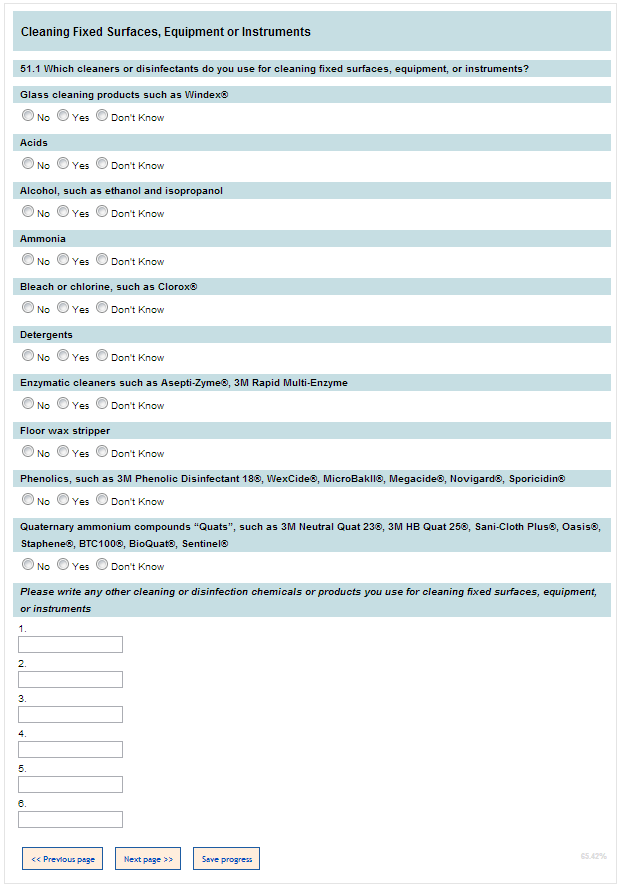 Cleaning Fixed Surfaces, Equipment or Instruments
51.1 Which cleaners or disinfectants do you use for cleaning fixed surfaces, equipment, or instruments?
Glass cleaning products such as Windex®
No Yes Don't Know
Acids
No Yes Don't Know
Alcohol, such as ethanol and isopropanol
No Yes Don't Know
Ammonia
No Yes Don't Know
Bleach or chlorine, such as Clorox®
No Yes Don't Know
Detergents
No Yes Don't Know
Enzymatic cleaners such as Asepti-Zyme®, 3M Rapid Multi-Enzyme
No Yes Don't Know
Floor wax stripper
No Yes Don't Know
Phenolics, such as 3M Phenolic Disinfectant 18®, WexCide®, MicroBakII®, Megacide®, Novigard®, Sporicidin®
No Yes Don't Know
Quaternary ammonium compounds “Quats”, such as 3M Neutral Quat 23®, 3M HB Quat 25®, Sani-Cloth Plus®, Oasis®,
Staphene®, BTC100®, BioQuat®, Sentinel®
No Yes Don't Know
Please write any other cleaning or disinfection chemicals or products you use for cleaning fixed surfaces, equipment,
or instruments
1.
2.
3.
4.
5.
6.
<< Previous page Next page >> Save progress 65.42%